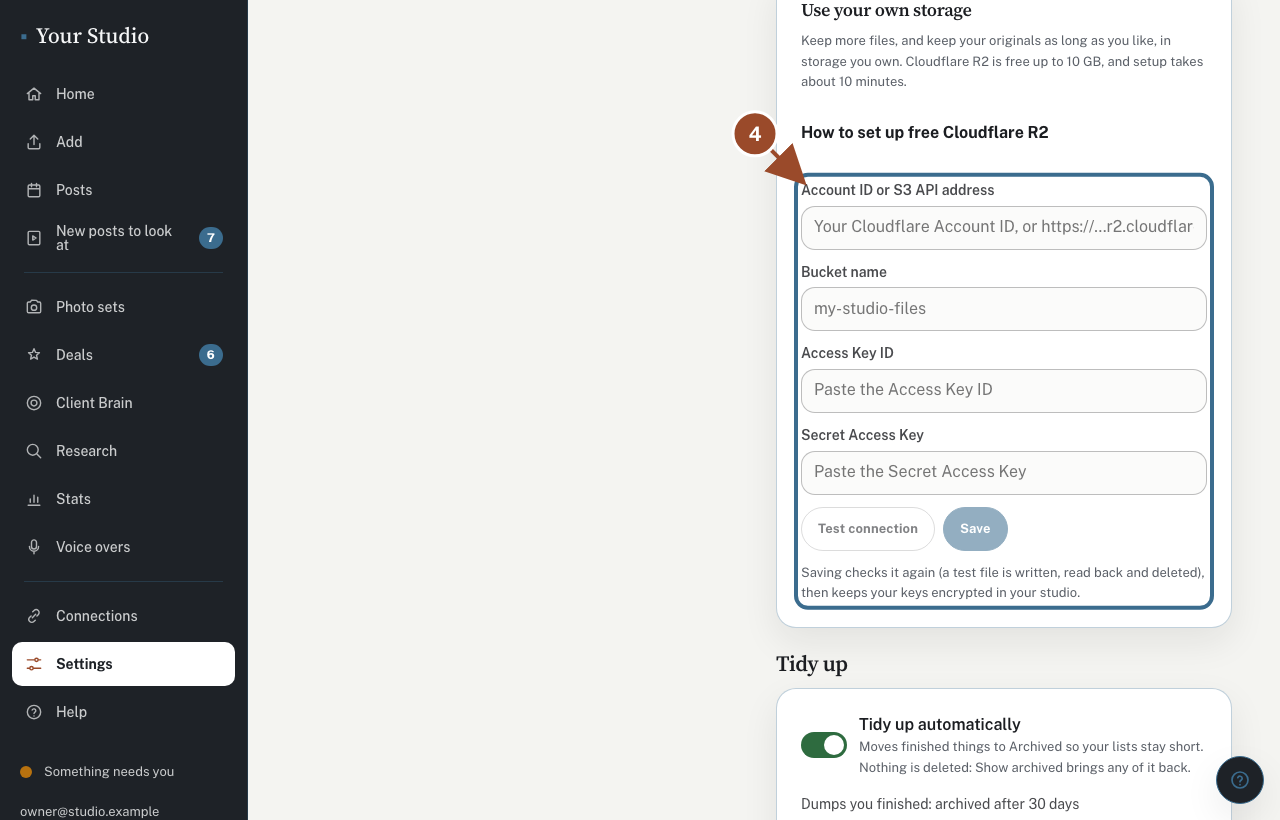 Your Studio
Home
Add
Posts
New posts to look
at
7
Photo sets
Deals
6
Client Brain
Research
Stats
Voice overs
Connections
Settings
Help
Something needs you
owner@studio.example
Use your own storage
Keep more files, and keep your originals as long as you like, in
storage you own. Cloudflare R2 is free up to 10 GB, and setup takes
about 10 minutes.
How to set up free Cloudflare R2
4
Account ID or S3 API address
Your Cloudflare Account ID, or https://…r2.cloudflar
Bucket name
my-studio-files
Access Key ID
Paste the Access Key ID
Secret Access Key
Paste the Secret Access Key
Test connection
Save
Saving checks it again (a test file is written, read back and deleted),
then keeps your keys encrypted in your studio.
Tidy up
Tidy up automatically
Moves finished things to Archived so your lists stay short.
Nothing is deleted: Show archived brings any of it back.
Dumps you finished: archived after 30 days